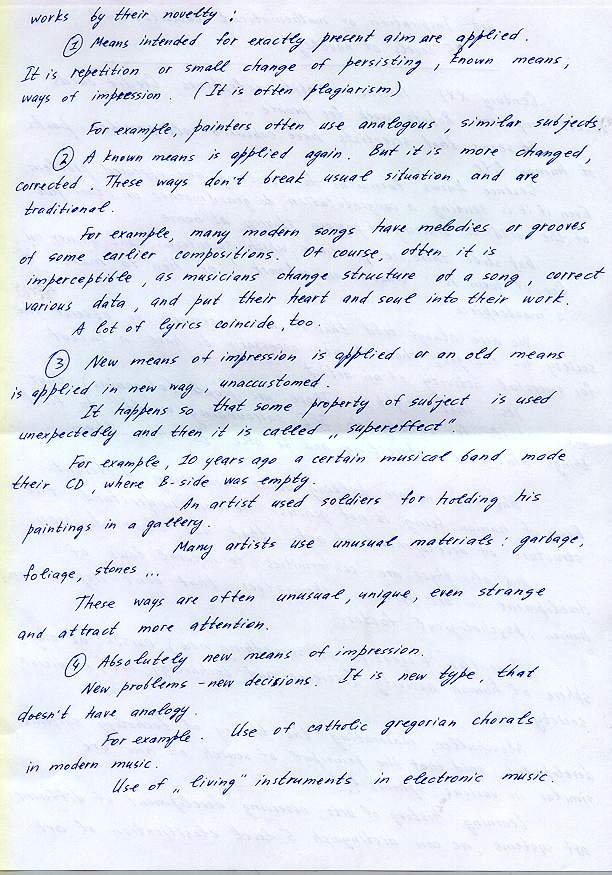 works by their novelty :
① Means intended for exactly present aim are applied.
It is repetition or small change of persisting, known means,
ways of impression. (It is often plagiarism)
For example, painters often use analogous, similar subjects.
② A known means is applied again. But it is more changed,
corrected. These ways don't break usual situation and are
traditional.
For example, many modern songs have melodies or grooves
of some earlier compositions. Of course, often it is
imperceptible, as musicians change structure of a song, correct
various data, and put their heart and soul into their work.
A lot of lyrics coincide, too.
③ New means of impression is applied or an old means
is applied in new way, unaccustomed.
It happens so that some property of subject is used
unexpectedly and then it is called „supereffect".
For example, 10 years ago a certain musical band made
their CD, where B-side was empty.
An artist used soldiers for holding his
paintings in a gallery.
Many artists use unusual materials : garbage,
foliage, stones ...
These ways are often unusual, unique, even strange
and attract more attention.
④ Absolutely new means of impression.
New problems - new decisions. It is new type, that
doesn't have analogy.
For example. Use of catholic gregorian chorals
in modern music.
Use of „living" instruments in electronic music.